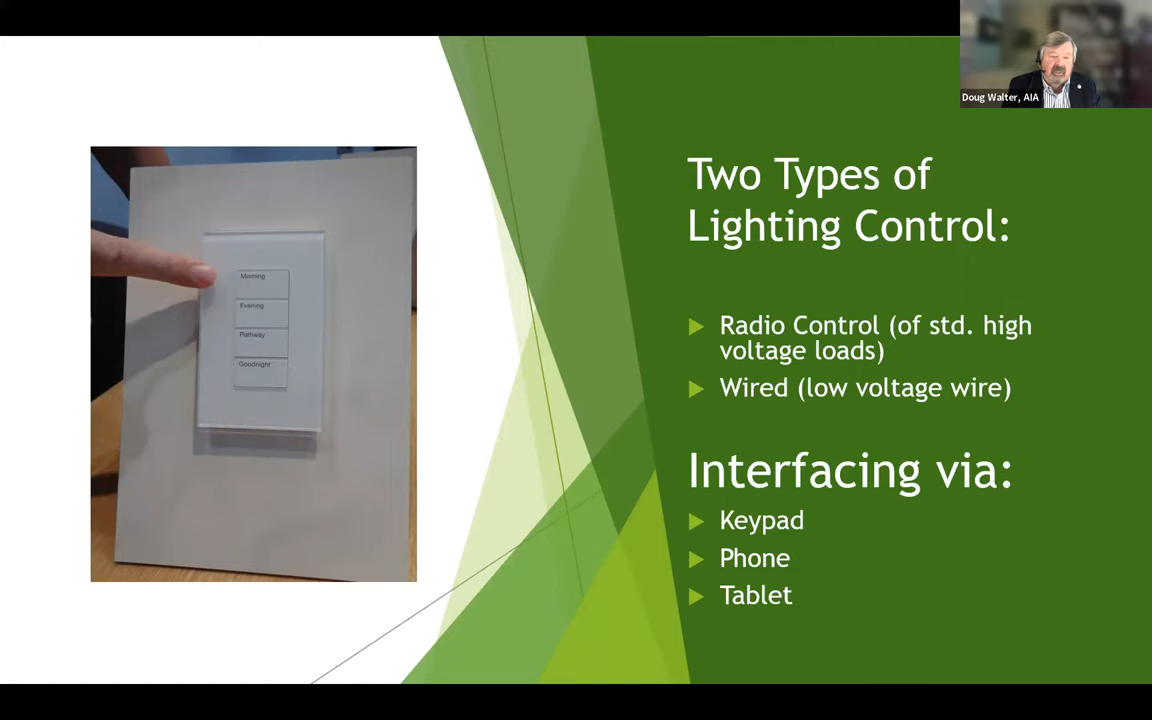 Doug Walter, AIA
Two Types of
Lighting Control:
Radio Control (of std. high
voltage loads)
Wired (low voltage wire)
Interfacing via:
Keypad
Phone
Tablet
Morning
Evening
Pathway
Goodnight